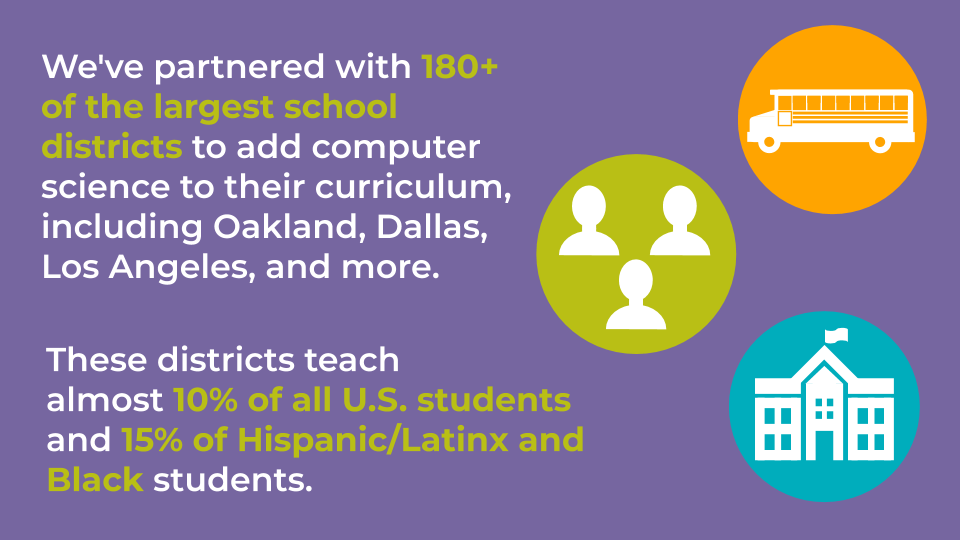 We've partnered with 180+
of the largest school
districts to add computer
science to their curriculum,
including Oakland, Dallas,
Los Angeles, and more.
These districts teach
almost 10% of all U.S. students
and 15% of Hispanic/Latinx and
Black students.